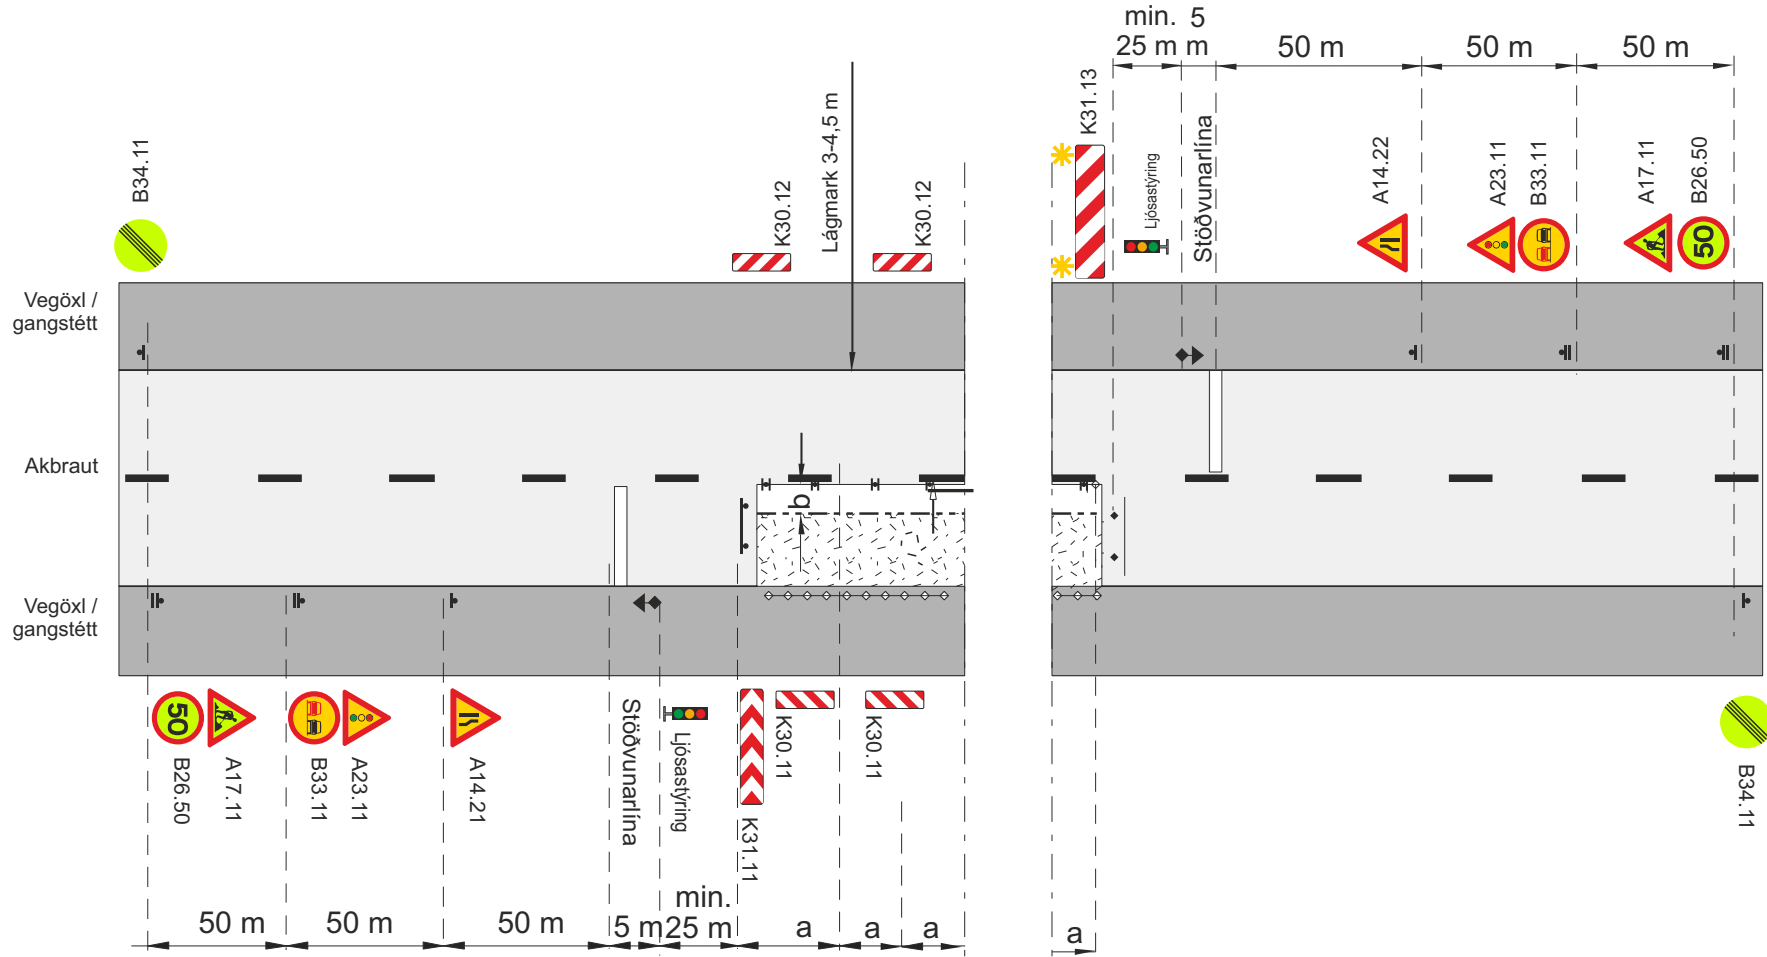 min. 5
25 m m
50 m
50 m
50 m
B34.11
K30.12
Lágmark 3-4,5 m
K30.12
K31.13
Ljósastýring
Stöðvunarlína
A14.22
A23.11
B33.11
A17.11
B26.50
50
Vegöxl /
gangstétt
Akbraut
b
Vegöxl /
gangstétt
50
B26.50
A17.11
B33.11
A23.11
A14.21
Stöðvunarlína
Ljósastýring
K31.11
K30.11
K30.11
B34.11
50 m
50 m
50 m
5 m
min.
25 m
a
a
a
a